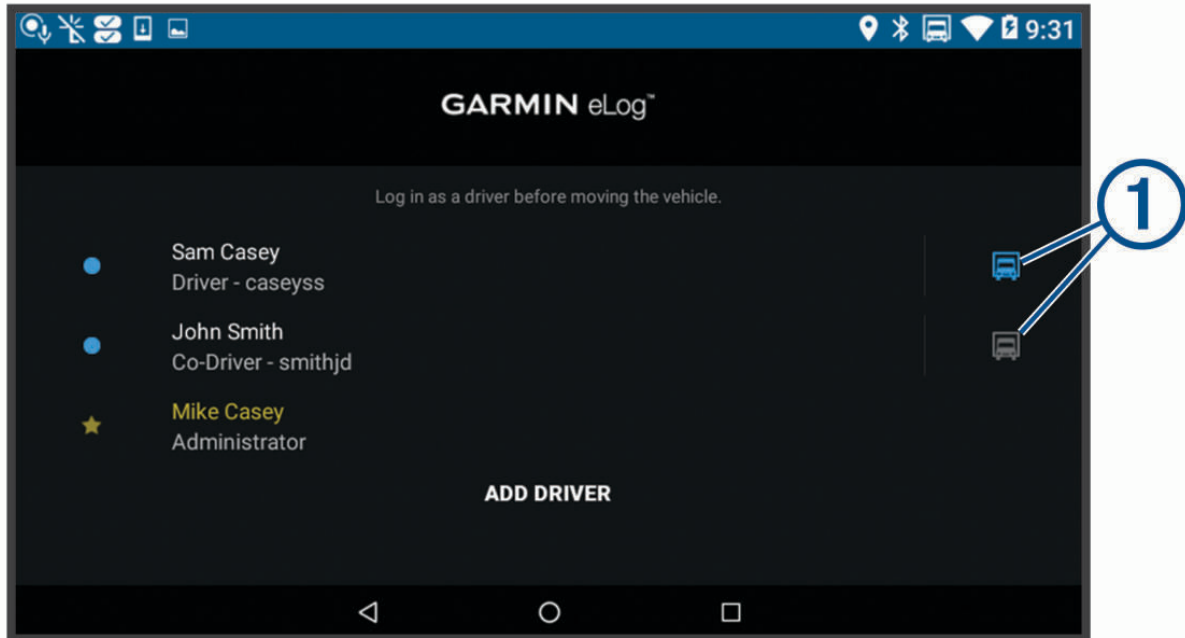 9:31
GARMIN eLog™
Log in as a driver before moving the vehicle.
1
Sam Casey
Driver - caseyss
John Smith
Co-Driver - smithjd
Mike Casey
Administrator
ADD DRIVER